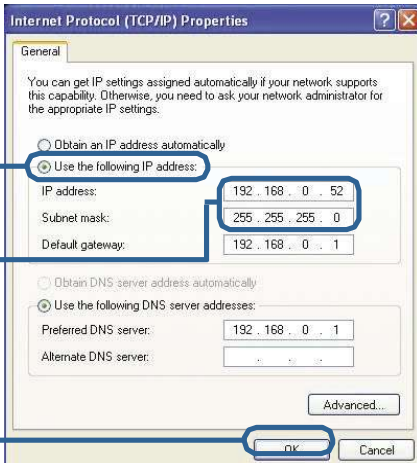 Internet Protocol (TCP/IP) Properties
General
You can get IP settings assigned automatically if your network supports
this capability. Otherwise, you need to ask your network administrator for
the appropriate IP settings.
Obtain an IP address automatically
Use the following IP address:
IP address: 192 . 168 . 0 . 52
Subnet mask: 255 . 255 . 255 . 0
Default gateway: 192 . 168 . 0 . 1
Obtain DNS server address automatically
Use the following DNS server addresses:
Preferred DNS server: 192 . 168 . 0 . 1
Alternate DNS server: . . .
Advanced...
OK Cancel